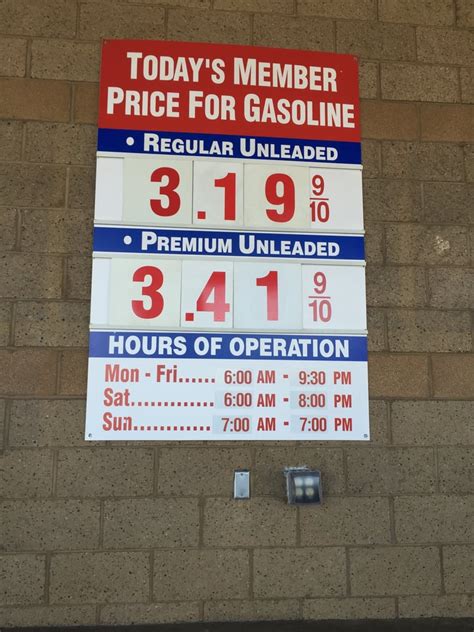 TODAY'S MEMBER
PRICE FOR GASOLINE
• REGULAR UNLEADED
3.19 9/10
• PREMIUM UNLEADED
3.41 9/10
HOURS OF OPERATION
Mon - Fri...... 6:00 AM - 9:30 PM
Sat............. 6:00 AM - 8:00 PM
Sun............. 7:00 AM - 7:00 PM